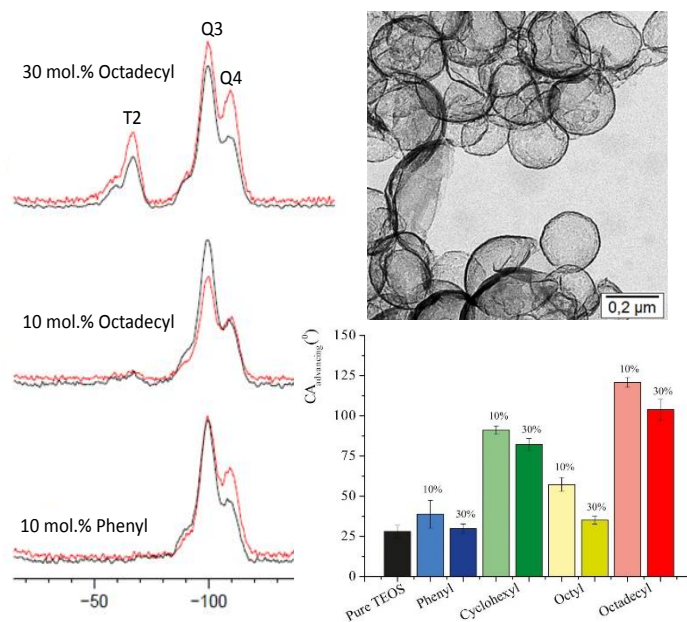 30 mol.% Octadecyl
T2
Q3
Q4
10 mol.% Octadecyl
10 mol.% Phenyl
−50
−100
0,2 µm
CAadvancing(0)
150
125
100
75
50
25
0
10%
30%
10%
30%
10%
30%
10%
30%
Pure TEOS
Phenyl
Cyclohexyl
Octyl
Octadecyl